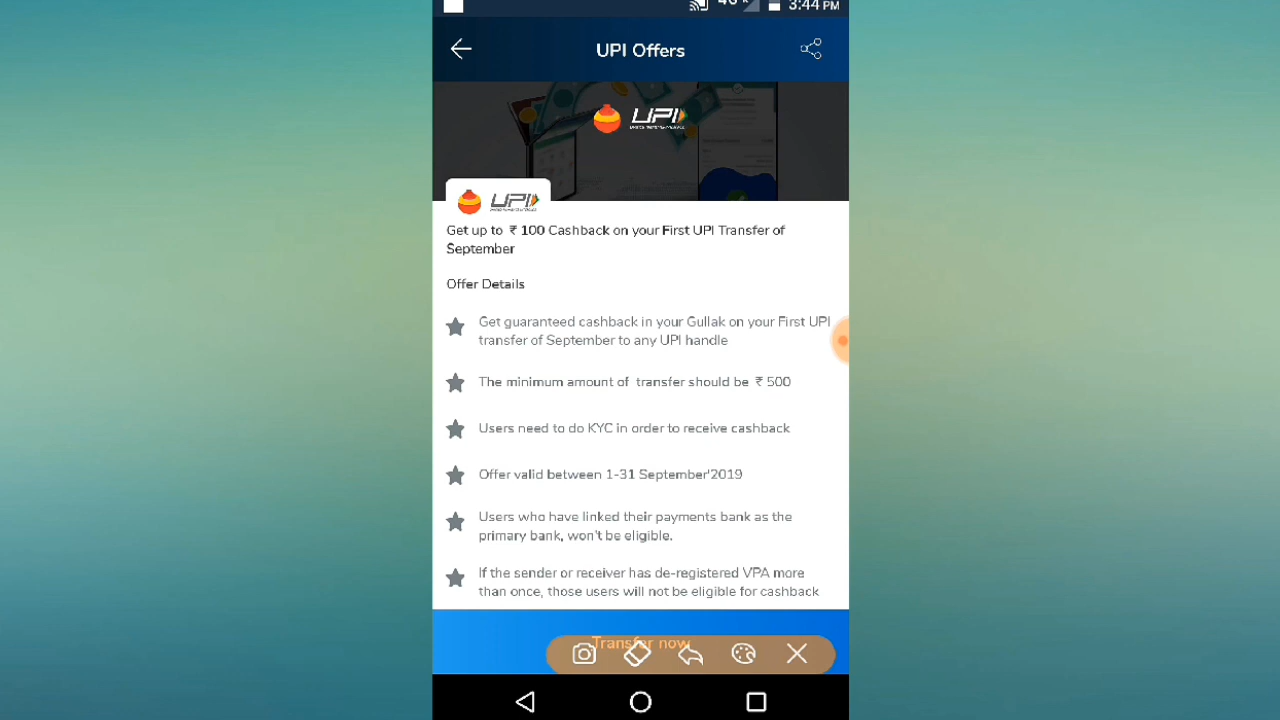 4G
3:44 PM
UPI Offers
UPI
UPI
Get up to ₹ 100 Cashback on your First UPI Transfer of
September
Offer Details
Get guaranteed cashback in your Gullak on your First UPI
transfer of September to any UPI handle
The minimum amount of transfer should be ₹ 500
Users need to do KYC in order to receive cashback
Offer valid between 1-31 September'2019
Users who have linked their payments bank as the
primary bank, won't be eligible.
If the sender or receiver has de-registered VPA more
than once, those users will not be eligible for cashback
Transfer now